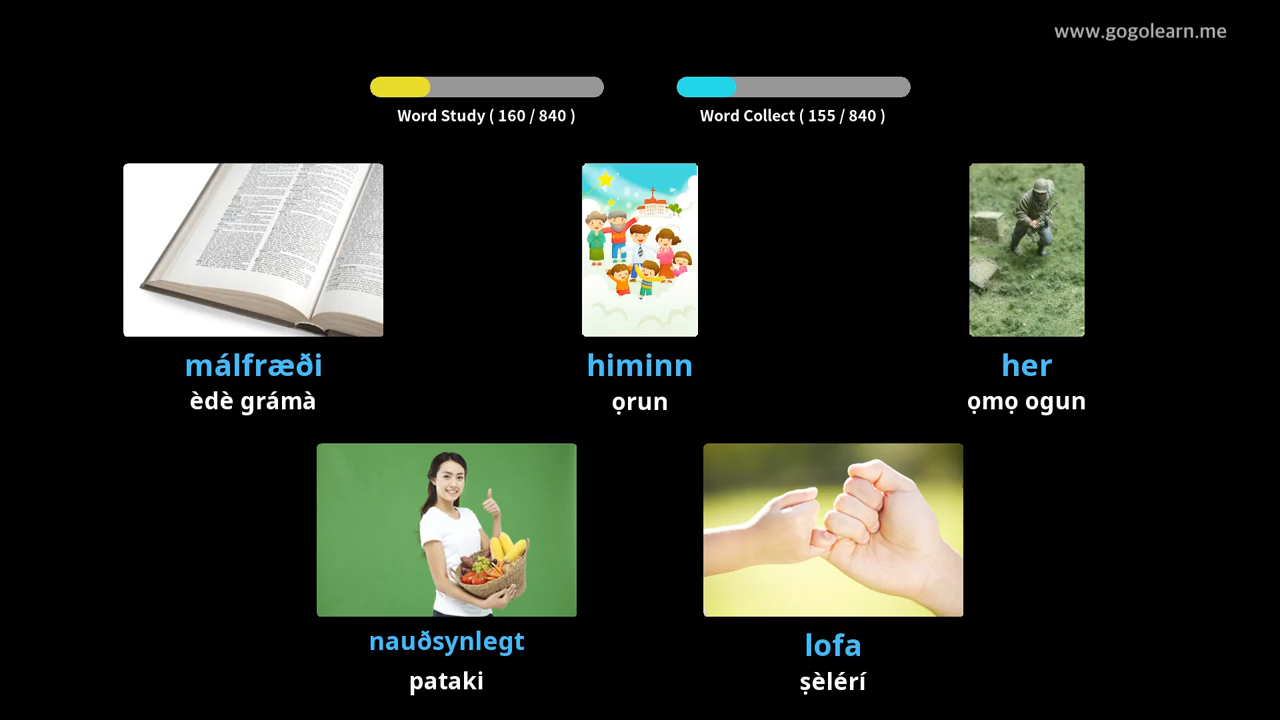 www.gogolearn.me
Word Study ( 160 / 840 )
Word Collect ( 155 / 840 )
málfræði
èdè grámà
himinn
ọrun
her
ọmọ ogun
nauðsynlegt
pataki
lofa
ṣèlérí